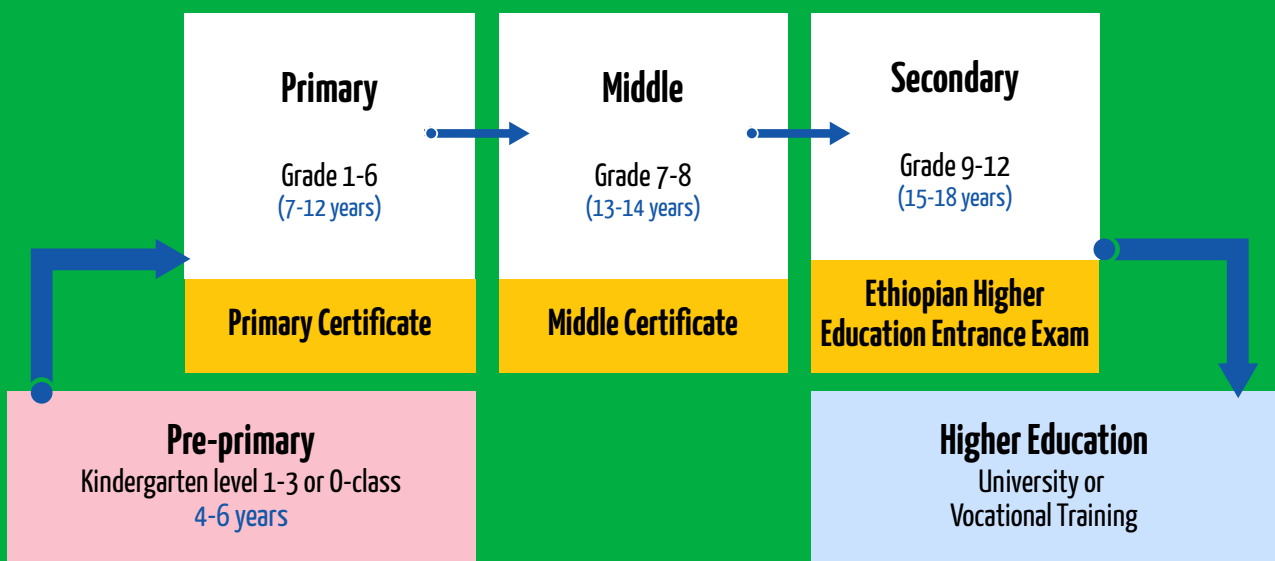 Primary
Grade 1-6
(7-12 years)
Primary Certificate
Middle
Grade 7-8
(13-14 years)
Middle Certificate
Secondary
Grade 9-12
(15-18 years)
Ethiopian Higher
Education Entrance Exam
Pre-primary
Kindergarten level 1-3 or 0-class
4-6 years
Higher Education
University or
Vocational Training